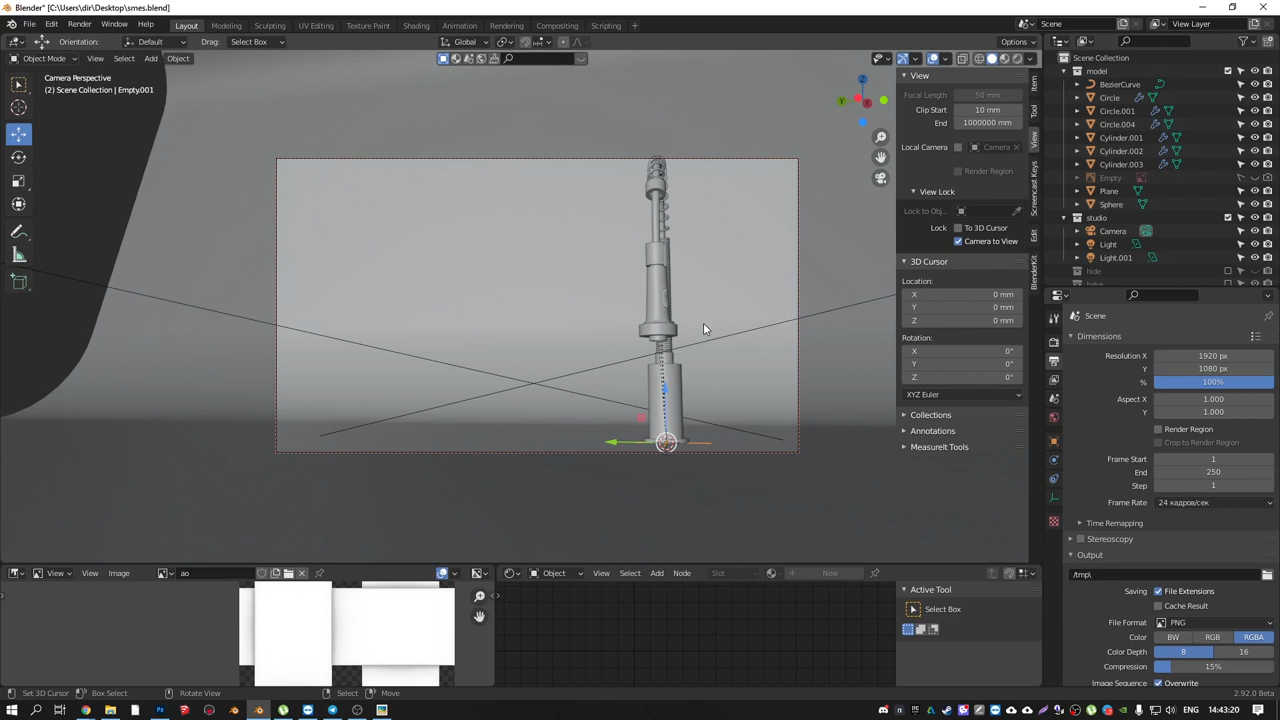 Blender* [C:\Users\dir\Desktop\smes.blend]
File Edit Render Window Help Layout Modeling Sculpting UV Editing Texture Paint Shading Animation Rendering Compositing Scripting + Scene View Layer
Orientation: Default Drag: Select Box Global Options
Object Mode View Select Add Object
Camera Perspective
(2) Scene Collection | Empty.001
Z
Y
X
View
Focal Length 50 mm
Clip Start 10 mm
End 1000000 mm
Local Camera Camera
Render Region
View Lock
Lock to Obj...
Lock To 3D Cursor
Camera to View
3D Cursor
Location:
X 0 mm
Y 0 mm
Z 0 mm
Rotation:
X 0°
Y 0°
Z 0°
XYZ Euler
Collections
Annotations
MeasureIt Tools
Item
Tool
View
Screencast Keys
Edit
BlenderKit
Scene Collection
model
BezierCurve
Circle
Circle.001
Circle.004
Cylinder.001
Cylinder.002
Cylinder.003
Empty
Plane
Sphere
studio
Camera
Light
Light.001
hide
Scene
Dimensions
Resolution X 1920 px
Y 1080 px
% 100%
Aspect X 1.000
Y 1.000
Render Region
Crop to Render Region
Frame Start 1
End 250
Step 1
Frame Rate 24 кадров/сек
Time Remapping
Stereoscopy
Output
/tmp\
Saving File Extensions
Cache Result
File Format PNG
Color BW RGB RGBA
Color Depth 8 16
Compression 15%
Image Sequence Overwrite
View View Image ao
Object View Select Add Node Slot New
Active Tool
Select Box
Set 3D Cursor Box Select Rotate View Select Move 2.92.0 Beta
ENG 14:43:20